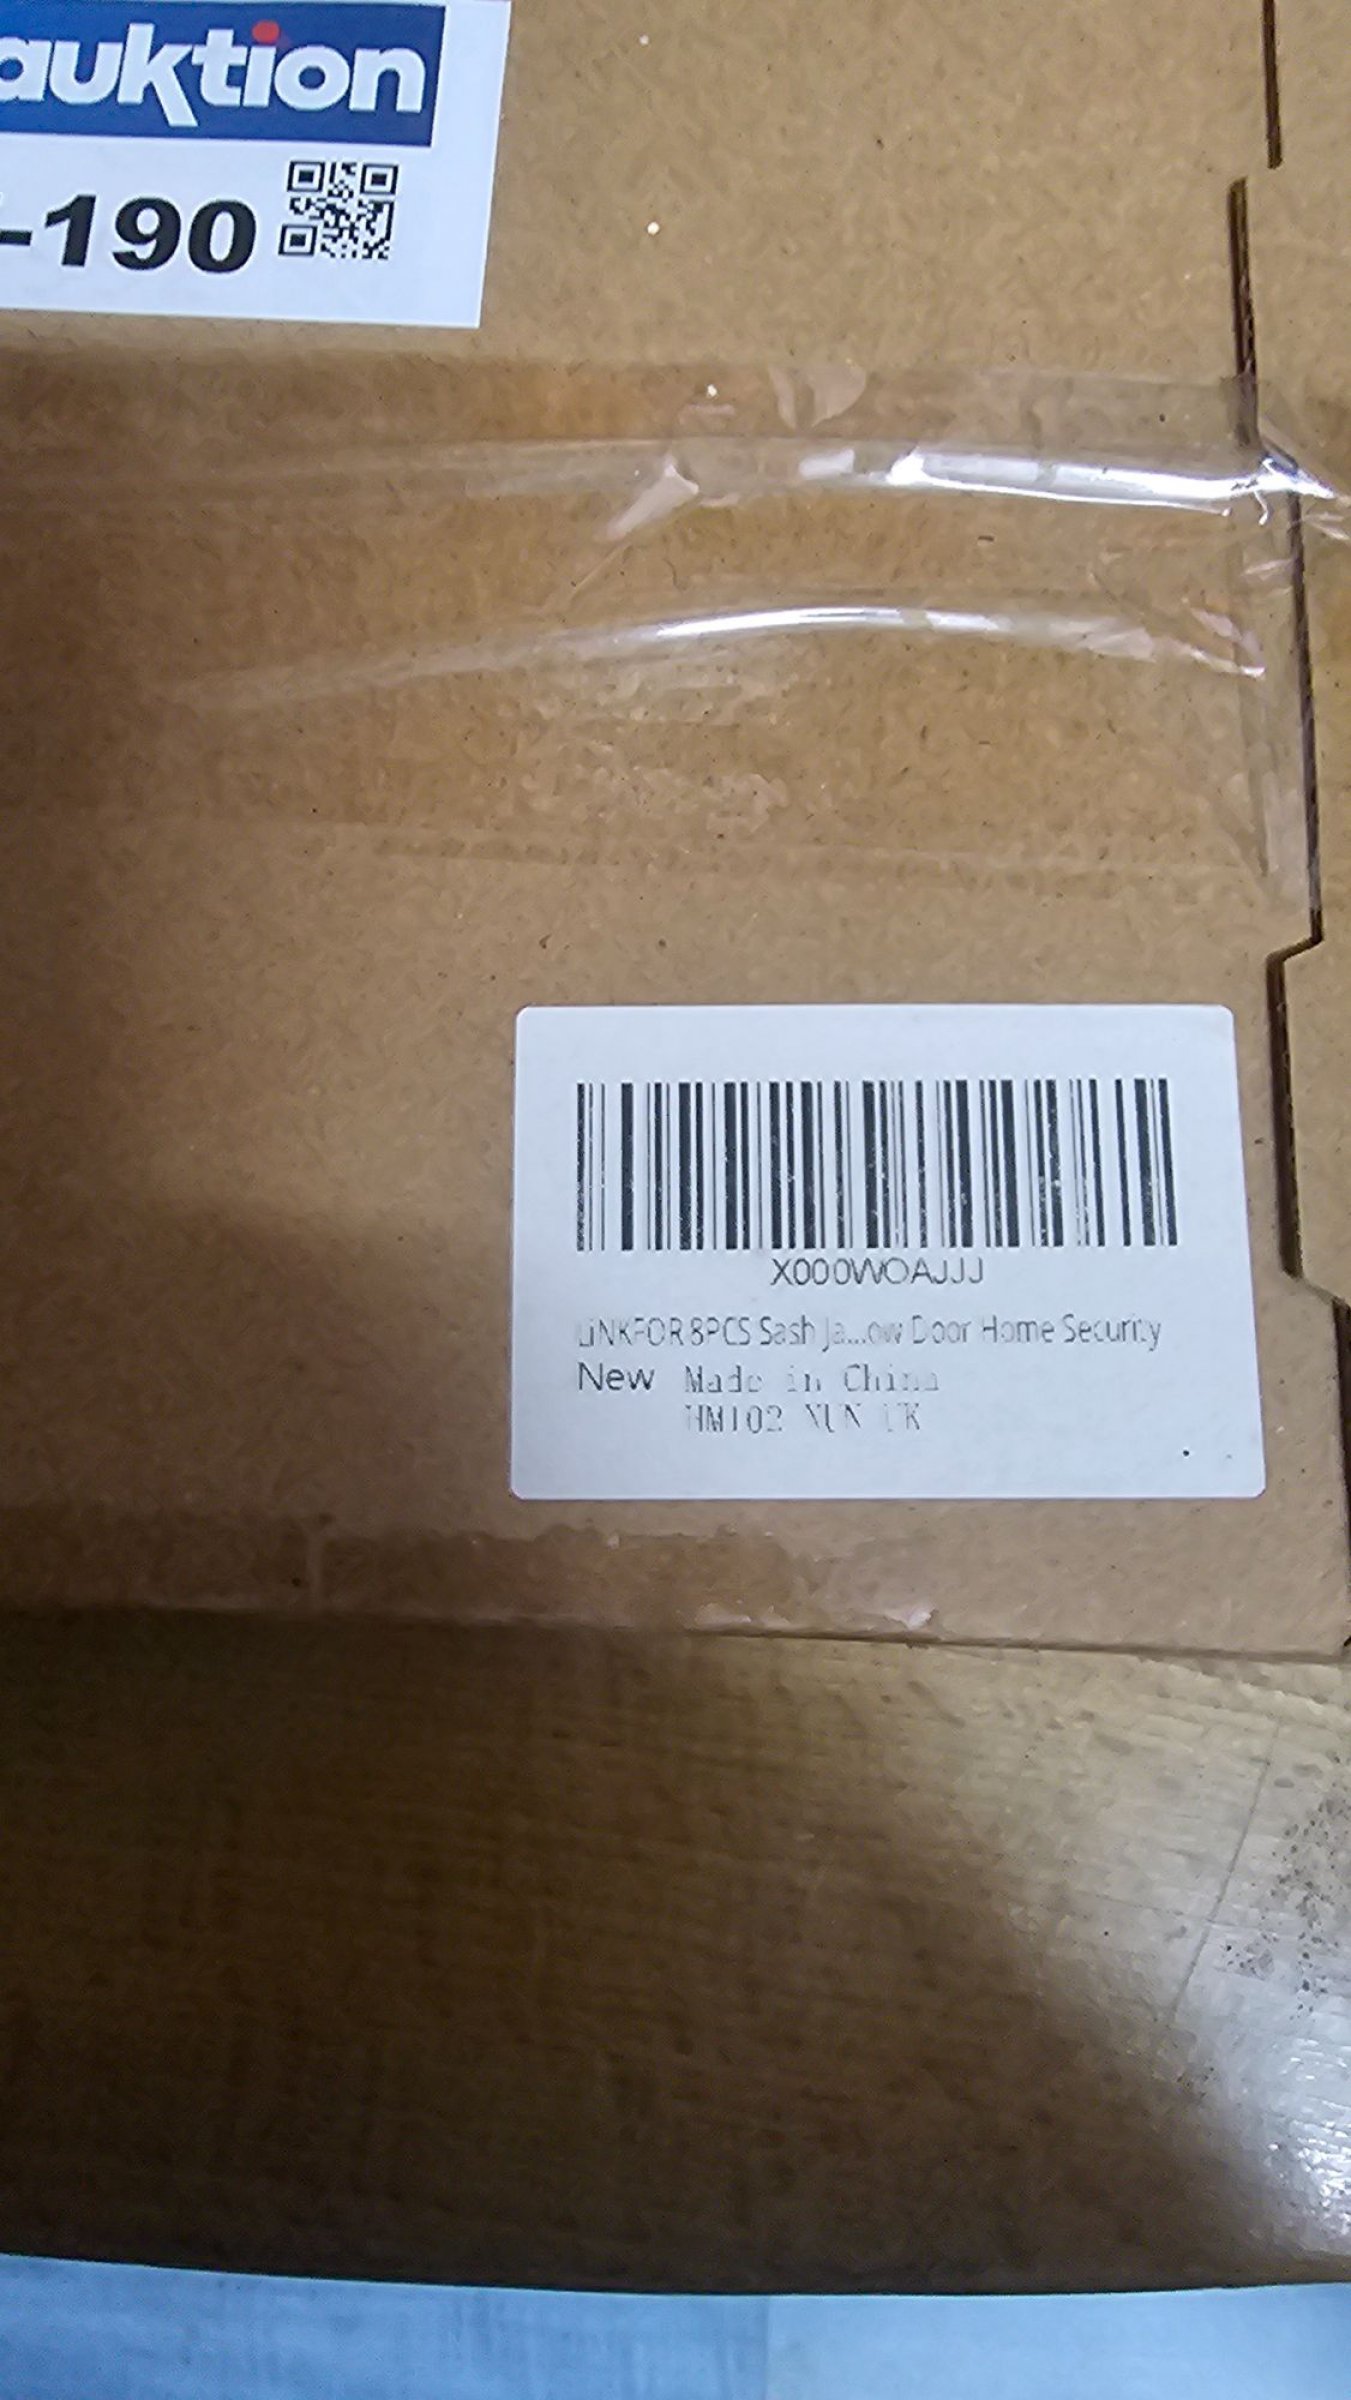 auktion
-190
X000WOAJJJ
LiNKFOR 8PCS Sash Ja...ow Door Home Security
New Made in China
HM102 XUN UK